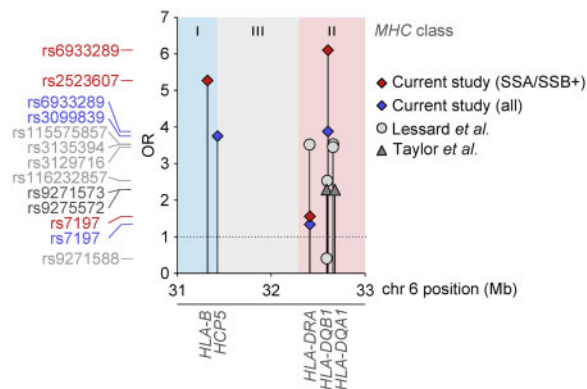 I III II MHC class
rs6933289
rs2523607
rs6933289
rs3099839
rs115575857
rs3135394
rs3129716
rs116232857
rs9271573
rs9275572
rs7197
rs7197
rs9271588
OR
7
6
5
4
3
2
1
0
Current study (SSA/SSB+)
Current study (all)
Lessard et al.
Taylor et al.
31 32 33 chr 6 position (Mb)
HLA-B
HCP5
HLA-DRA
HLA-DQB1
HLA-DQA1